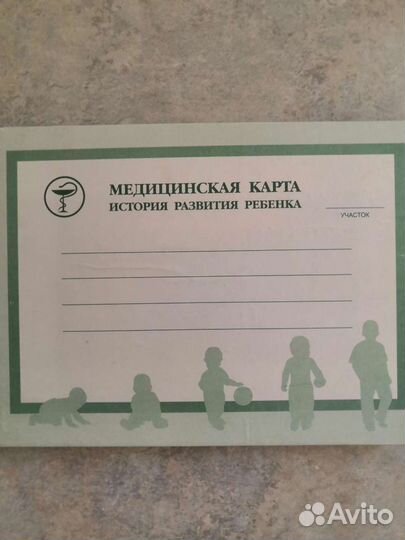 МЕДИЦИНСКАЯ КАРТА
ИСТОРИЯ РАЗВИТИЯ РЕБЕНКА
УЧАСТОК
Avito